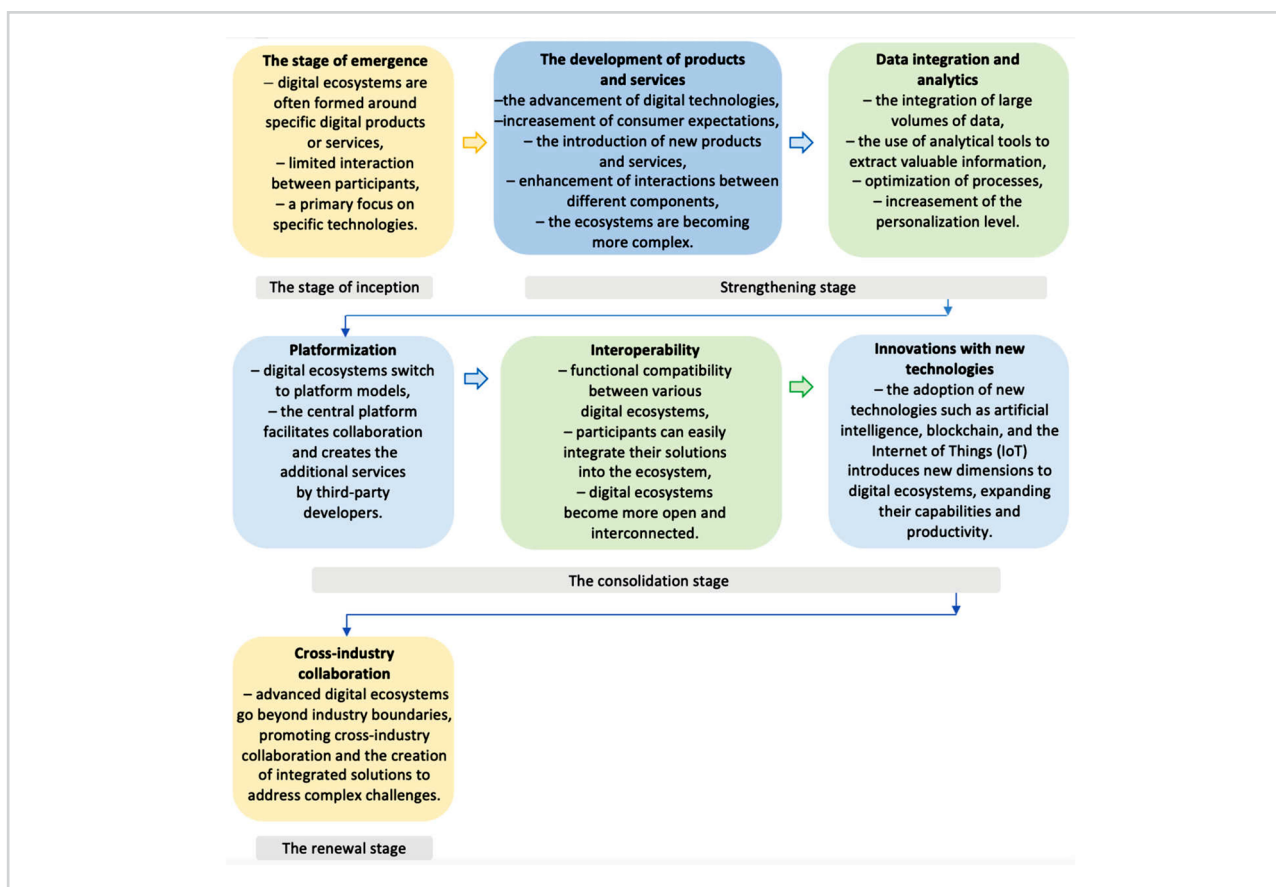 The stage of emergence
– digital ecosystems are
often formed around
specific digital products
or services,
– limited interaction
between participants,
– a primary focus on
specific technologies.
The development of products
and services
–the advancement of digital technologies,
–increasement of consumer expectations,
– the introduction of new products
and services,
– enhancement of interactions between
different components,
– the ecosystems are becoming
more complex.
Data integration and
analytics
– the integration of large
volumes of data,
– the use of analytical tools to
extract valuable information,
– optimization of processes,
– increasement of the
personalization level.
The stage of inception
Strengthening stage
Platformization
– digital ecosystems switch
to platform models,
– the central platform
facilitates collaboration
and creates the
additional services
by third-party
developers.
Interoperability
– functional compatibility
between various
digital ecosystems,
– participants can easily
integrate their solutions
into the ecosystem,
– digital ecosystems
become more open and
interconnected.
Innovations with new
technologies
– the adoption of new
technologies such as artificial
intelligence, blockchain, and the
Internet of Things (IoT)
introduces new dimensions to
digital ecosystems, expanding
their capabilities and
productivity.
The consolidation stage
Cross-industry
collaboration
– advanced digital ecosystems
go beyond industry boundaries,
promoting cross-industry
collaboration and the creation
of integrated solutions to
address complex challenges.
The renewal stage